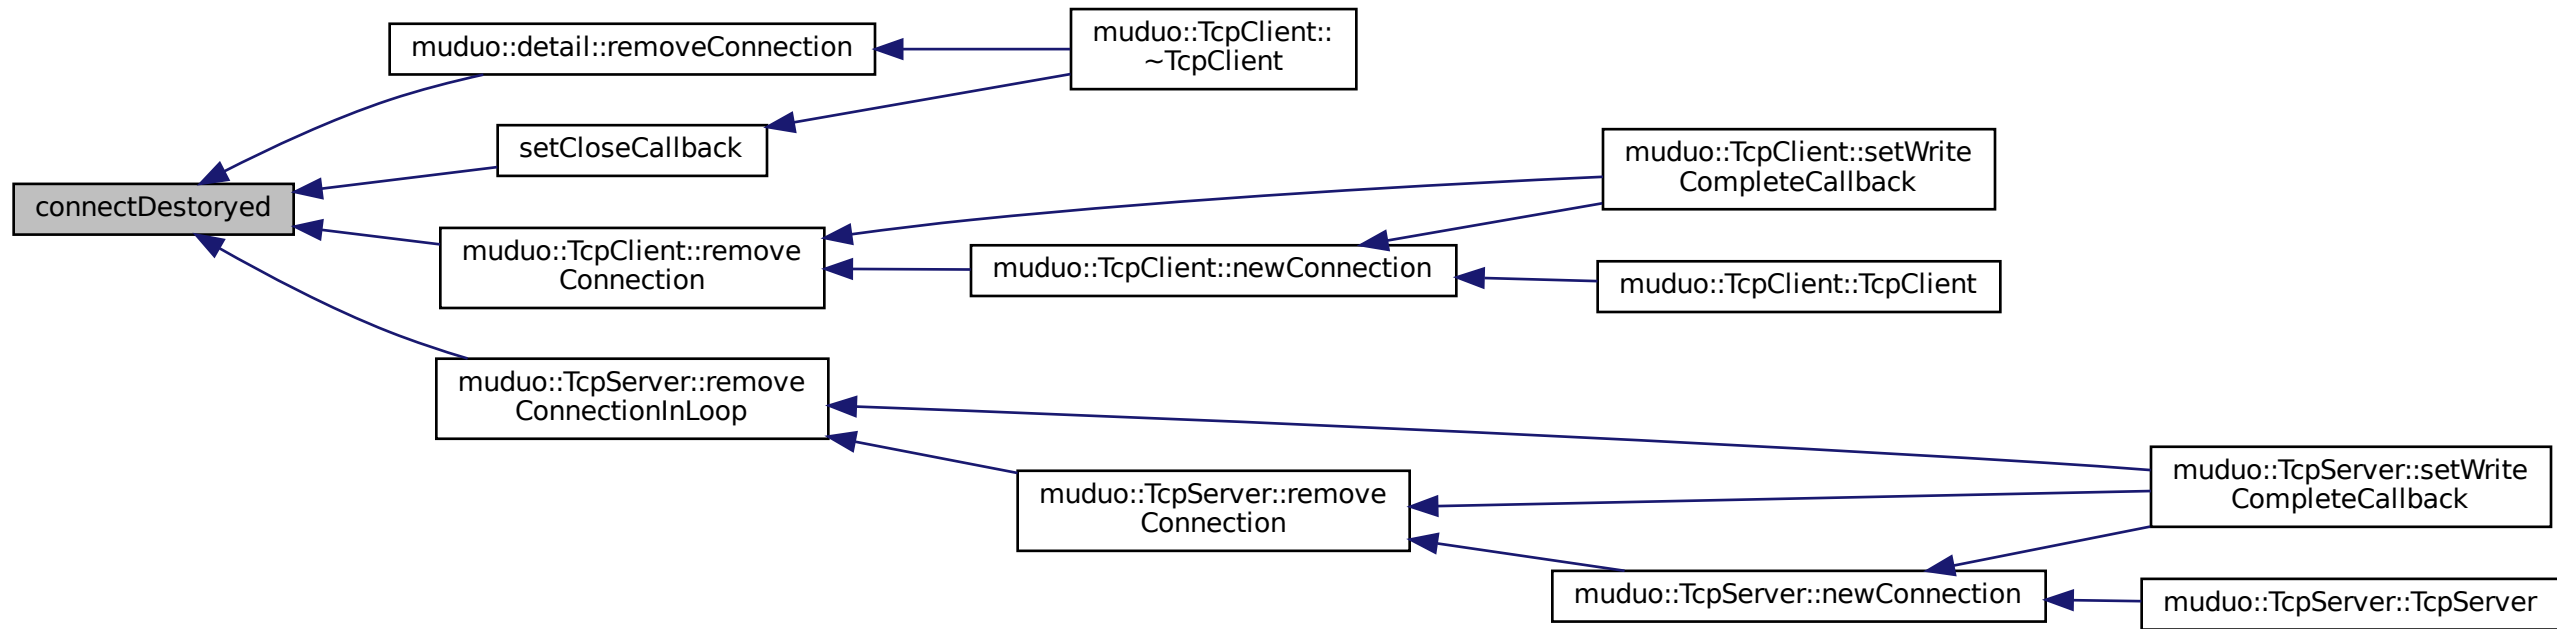 connectDestoryed
muduo::detail::removeConnection
setCloseCallback
muduo::TcpClient::remove
Connection
muduo::TcpServer::remove
ConnectionInLoop
muduo::TcpClient::
~TcpClient
muduo::TcpClient::newConnection
muduo::TcpServer::remove
Connection
muduo::TcpClient::setWrite
CompleteCallback
muduo::TcpClient::TcpClient
muduo::TcpServer::newConnection
muduo::TcpServer::setWrite
CompleteCallback
muduo::TcpServer::TcpServer